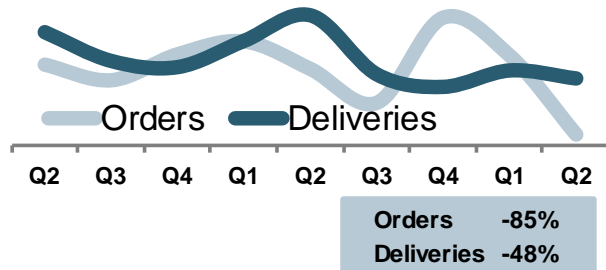 Orders Deliveries
Q2 Q3 Q4 Q1 Q2 Q3 Q4 Q1 Q2
Orders -85%
Deliveries -48%